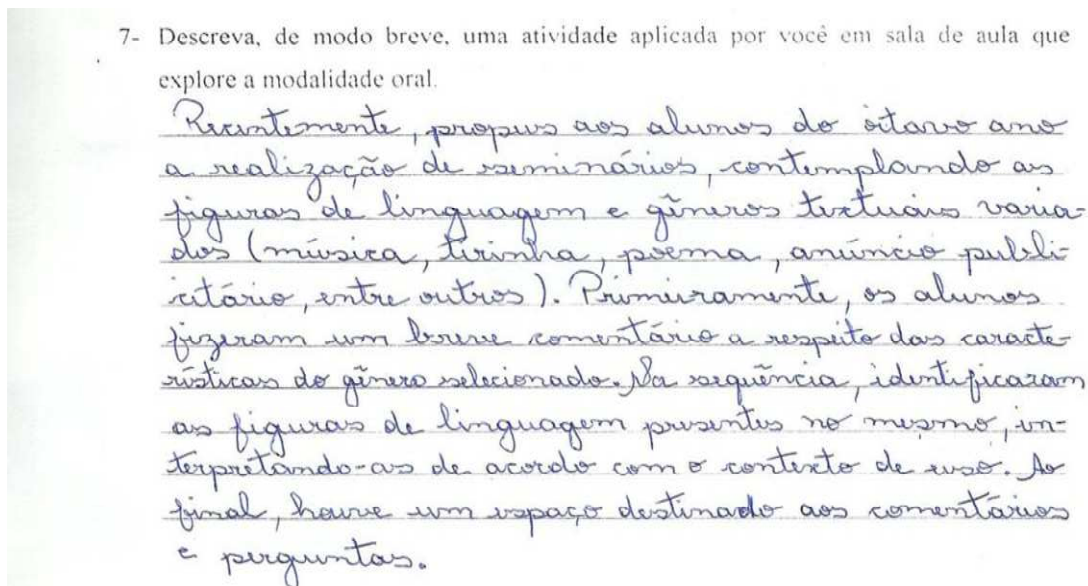 7- Descreva, de modo breve, uma atividade aplicada por você em sala de aula que
explore a modalidade oral.
Recentemente, propus aos alunos do oitavo ano
a realização de seminários, contemplando as
figuras de linguagem e gêneros textuais varia-
dos (música, tirinha, poema, anúncio publi-
citário, entre outros). Primeiramente, os alunos
fizeram um breve comentário a respeito das caracte-
rísticas do gênero selecionado. Na sequência, identificaram
as figuras de linguagem presentes no mesmo, in-
terpretando-as de acordo com o contexto de uso. Ao
final, houve um espaço destinado aos comentários
e perguntas.